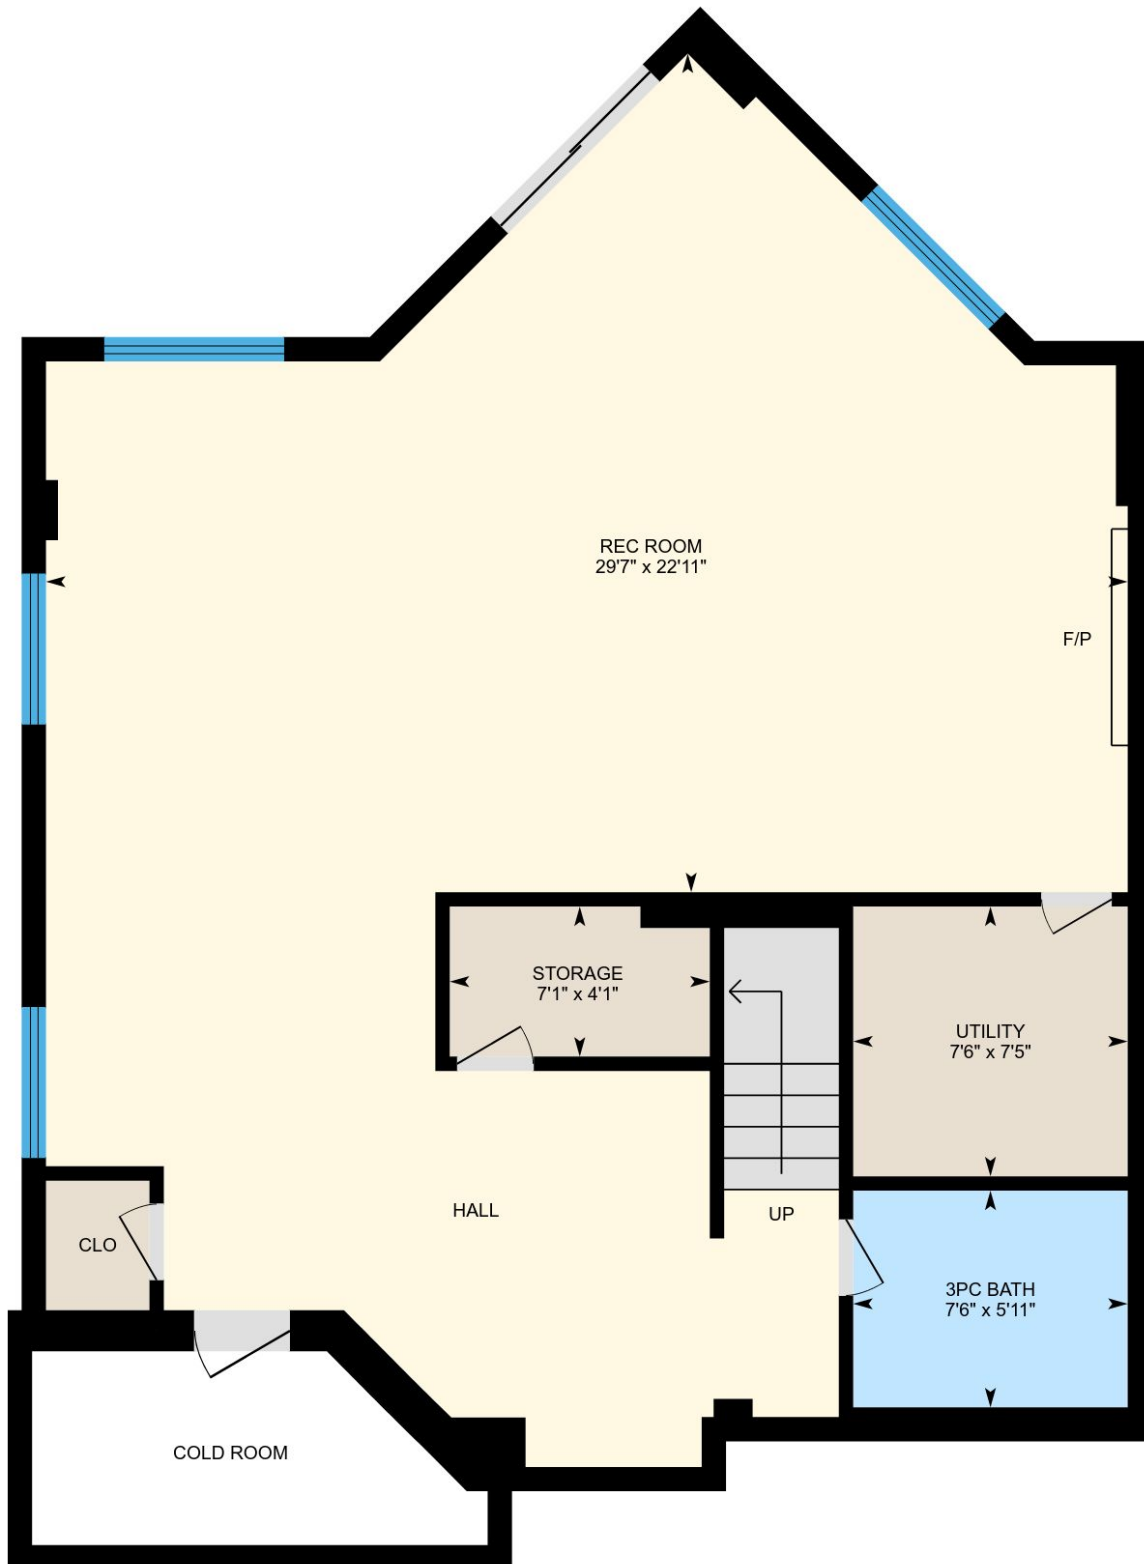 REC ROOM
29'7" x 22'11"
F/P
STORAGE
7'1" x 4'1"
UTILITY
7'6" x 7'5"
HALL
UP
CLO
3PC BATH
7'6" x 5'11"
COLD ROOM